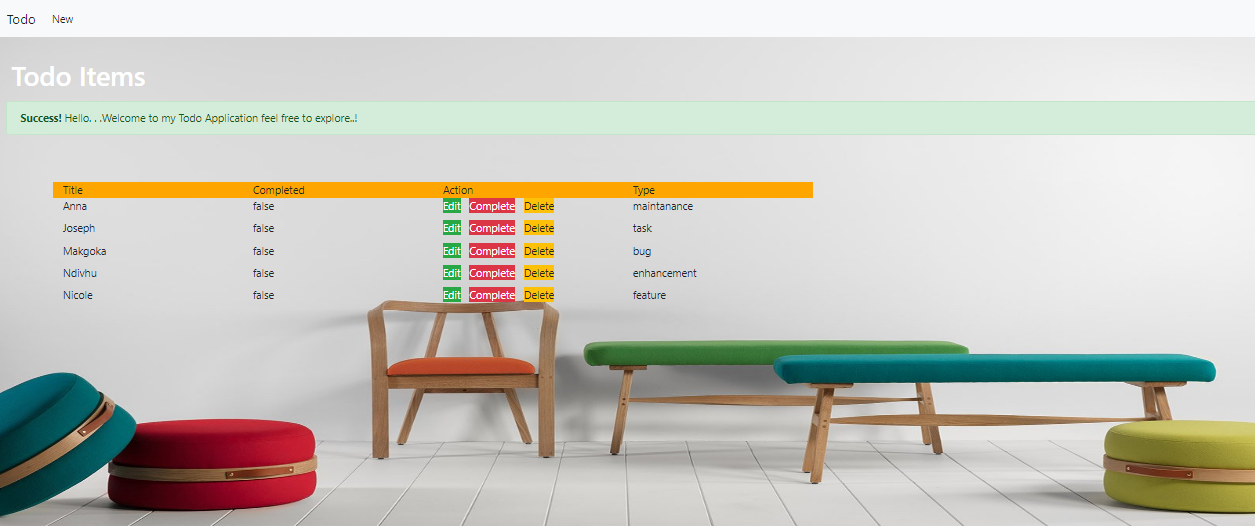 Todo New
Todo Items
Success! Hello. . .Welcome to my Todo Application feel free to explore..!
Title Completed Action Type
Anna false Edit Complete Delete maintanance
Joseph false Edit Complete Delete task
Makgoka false Edit Complete Delete bug
Ndivhu false Edit Complete Delete enhancement
Nicole false Edit Complete Delete feature